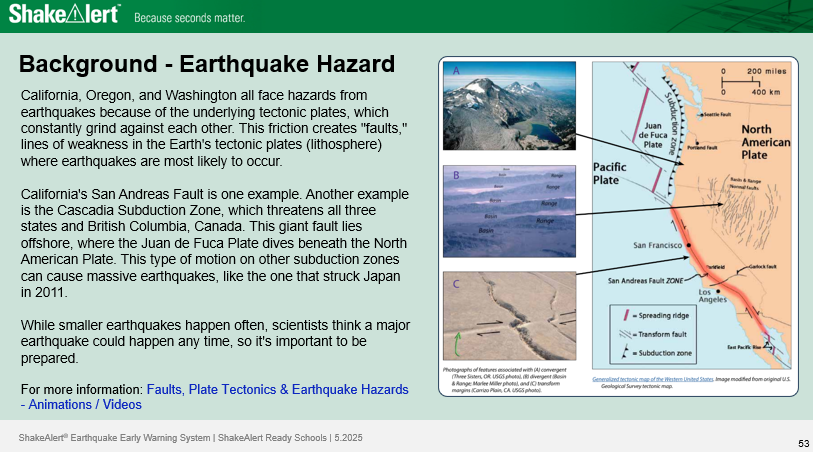 ShakeAlert™ Because seconds matter.
Background - Earthquake Hazard
California, Oregon, and Washington all face hazards from
earthquakes because of the underlying tectonic plates, which
constantly grind against each other. This friction creates "faults,"
lines of weakness in the Earth's tectonic plates (lithosphere)
where earthquakes are most likely to occur.
California's San Andreas Fault is one example. Another example
is the Cascadia Subduction Zone, which threatens all three
states and British Columbia, Canada. This giant fault lies
offshore, where the Juan de Fuca Plate dives beneath the North
American Plate. This type of motion on other subduction zones
can cause massive earthquakes, like the one that struck Japan
in 2011.
While smaller earthquakes happen often, scientists think a major
earthquake could happen any time, so it's important to be
prepared.
For more information: Faults, Plate Tectonics & Earthquake Hazards
- Animations / Videos
A
B
Basin
Range
Basin
Range
Basin
Range
Basin
Range
Basin
C
Photographs of features associated with (A) convergent
(Three Sisters, OR: USGS photo), (B) divergent (Basin
& Range; Marlee Miller photo), and (C) transform
margins (Carrizo Plain, CA. USGS photo).
0 200 miles
0 400 km
Subduction zone
Seattle Fault
Juan
de Fuca
Plate
Portland Fault
North
American
Plate
Pacific
Plate
Basin & Range
Normal faults
San Francisco
Parkfield
Garlock fault
San Andreas Fault ZONE
Los
Angeles
= Spreading ridge
= Transform fault
= Subduction zone
East Pacific Rise
Generalized tectonic map of the Western United States. Image modified from original U.S.
Geological Survey tectonic map.
ShakeAlert® Earthquake Early Warning System | ShakeAlert Ready Schools | 5.2025
53